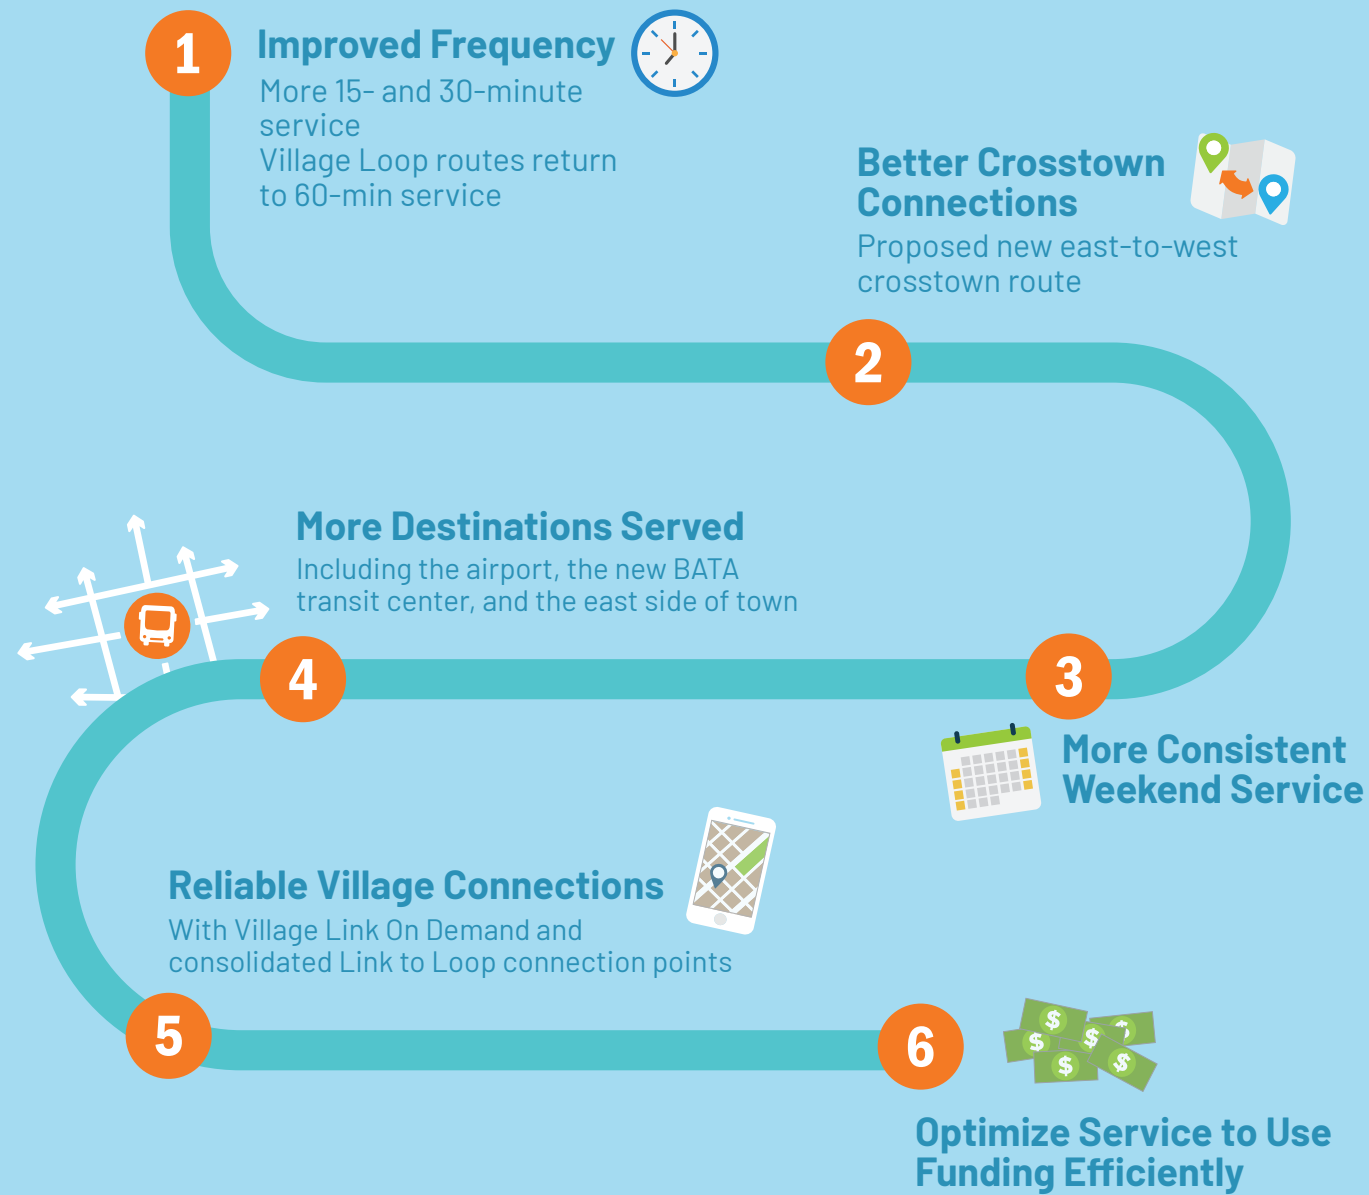 1
Improved Frequency
More 15- and 30-minute
service
Village Loop routes return
to 60-min service
Better Crosstown
Connections
Proposed new east-to-west
crosstown route
2
3
More Consistent
Weekend Service
More Destinations Served
Including the airport, the new BATA
transit center, and the east side of town
4
Reliable Village Connections
With Village Link On Demand and
consolidated Link to Loop connection points
5
6
$ $ $ $ $ $
Optimize Service to Use
Funding Efficiently